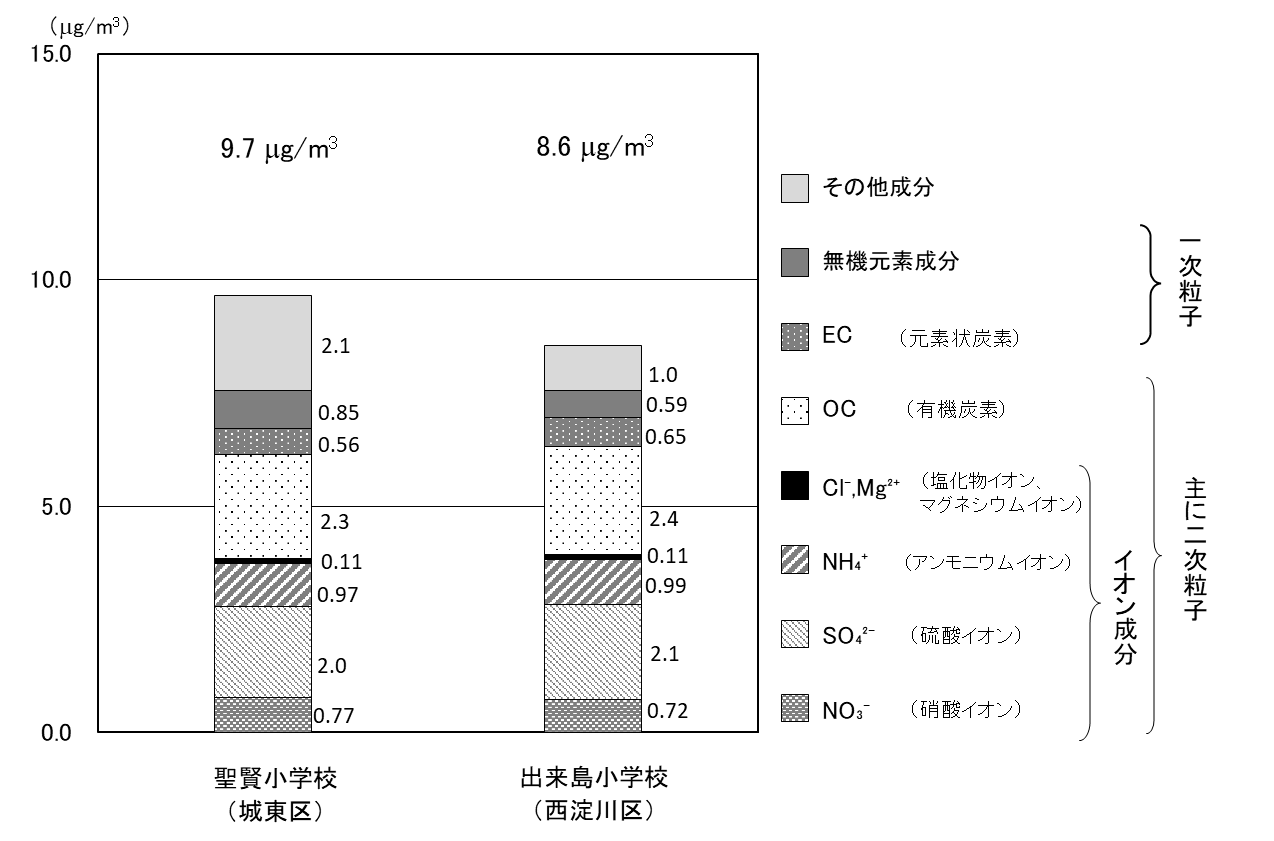 （μg/m³）
15.0
10.0
5.0
0.0
9.7 μg/m³
8.6 μg/m³
2.1
0.85
0.56
2.3
0.11
0.97
2.0
0.77
1.0
0.59
0.65
2.4
0.11
0.99
2.1
0.72
聖賢小学校
（城東区）
出来島小学校
（西淀川区）
その他成分
無機元素成分
EC （元素状炭素）
OC （有機炭素）
Cl⁻,Mg²⁺ （塩化物イオン、
マグネシウムイオン）
NH₄⁺ （アンモニウムイオン）
SO₄²⁻ （硫酸イオン）
NO₃⁻ （硝酸イオン）
一次粒子
主に二次粒子
イオン成分